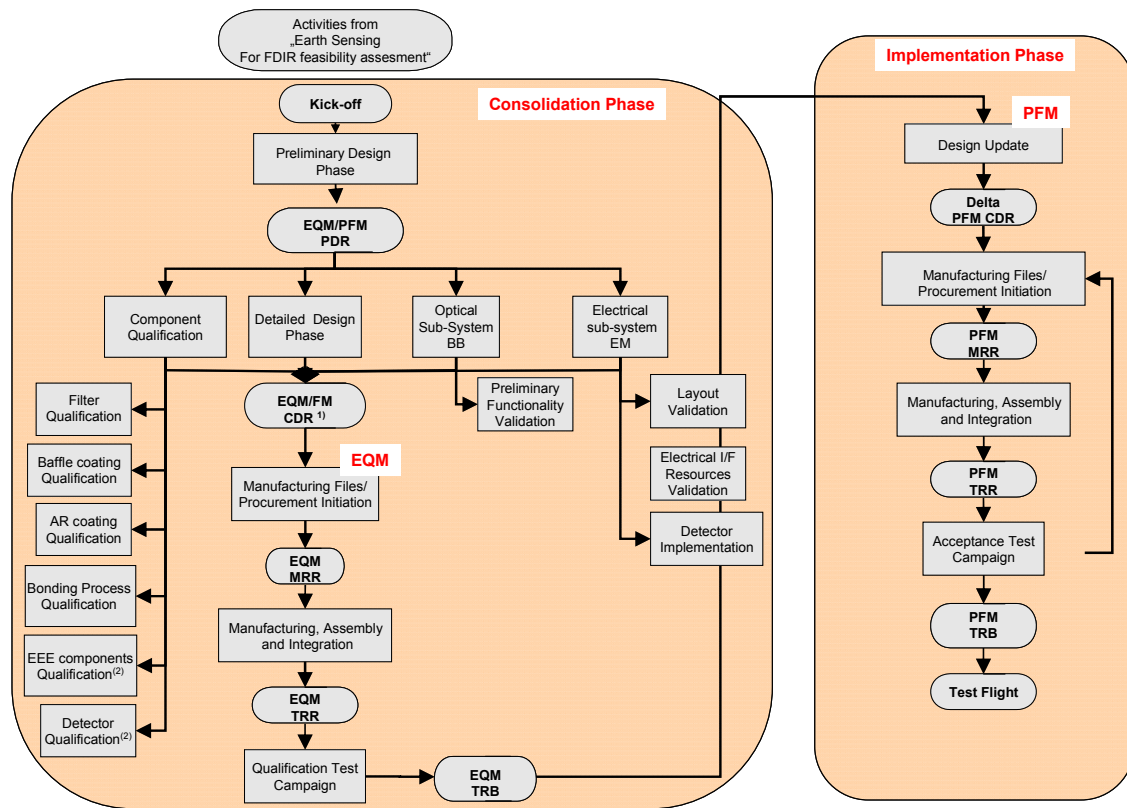 Activities from
„Earth Sensing
For FDIR feasibility assesment“
Consolidation Phase
Kick-off
Preliminary Design
Phase
EQM/PFM
PDR
Component
Qualification
Detailed Design
Phase
Optical
Sub-System
BB
Electrical
sub-system
EM
Filter
Qualification
Baffle coating
Qualification
AR coating
Qualification
Bonding Process
Qualification
EEE components
Qualification(2)
Detector
Qualification(2)
EQM/FM
CDR 1)
Preliminary
Functionality
Validation
Layout
Validation
Electrical I/F
Resources
Validation
Detector
Implementation
EQM
Manufacturing Files/
Procurement Initiation
EQM
MRR
Manufacturing, Assembly
and Integration
EQM
TRR
Qualification Test
Campaign
EQM
TRB
Implementation Phase
PFM
Design Update
Delta
PFM CDR
Manufacturing Files/
Procurement Initiation
PFM
MRR
Manufacturing, Assembly
and Integration
PFM
TRR
Acceptance Test
Campaign
PFM
TRB
Test Flight